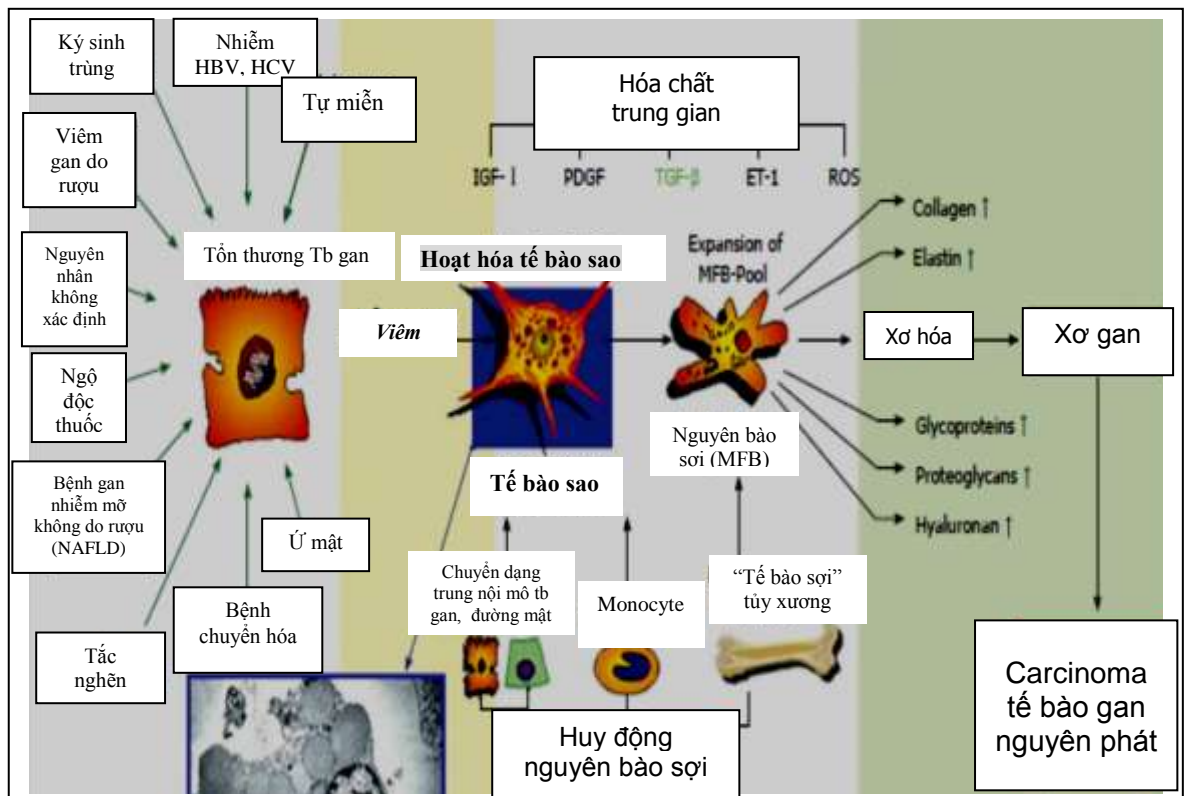 Ký sinh
trùng
Nhiễm
HBV, HCV
Tự miễn
Viêm
gan do
rượu
Nguyên
nhân
không
xác định
Ngộ
độc
thuốc
Bệnh gan
nhiễm mỡ
không do rượu
(NAFLD)
Tắc
nghẽn
Bệnh
chuyển hóa
Ứ mật
Tổn thương Tb gan
Viêm
Hoạt hóa tế bào sao
Tế bào sao
Hóa chất
trung gian
IGF-I PDGF TGF-β ET-1 ROS
Expansion of
MFB-Pool
Nguyên bào
sơi (MFB)
Collagen ↑
Elastin ↑
Xơ hóa
Xơ gan
Glycoproteins ↑
Proteoglycans ↑
Hyaluronan ↑
Chuyển dạng
trung nội mô tb
gan, đường mật
Monocyte
“Tế bào sợi”
tủy xương
Huy động
nguyên bào sợi
Carcinoma
tế bào gan
nguyên phát